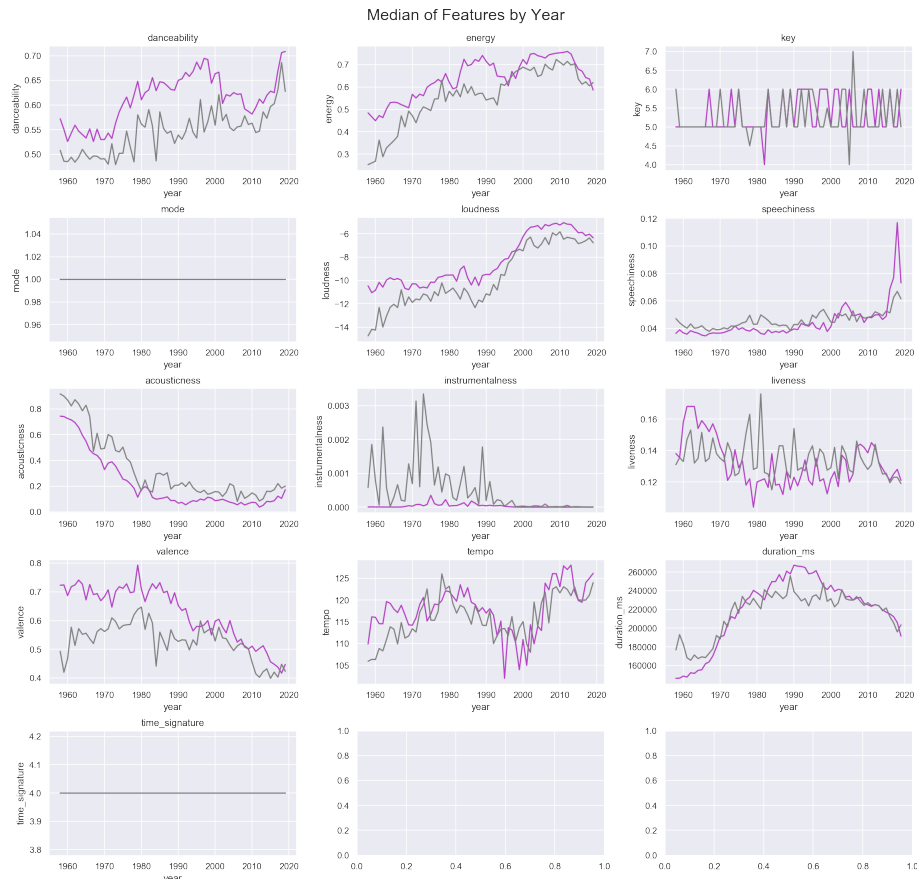 Median of Features by Year
danceability energy key
danceability
0.70
0.65
0.60
0.55
0.50
1960 1970 1980 1990 2000 2010 2020
year
energy
0.7
0.6
0.5
0.4
0.3
1960 1970 1980 1990 2000 2010 2020
year
key
7.0
6.5
6.0
5.5
5.0
4.5
4.0
1960 1970 1980 1990 2000 2010 2020
year
mode loudness speechiness
mode
1.04
1.02
1.00
0.98
0.96
1960 1970 1980 1990 2000 2010 2020
year
loudness
−6
−8
−10
−12
−14
1960 1970 1980 1990 2000 2010 2020
year
speechiness
0.12
0.10
0.08
0.06
0.04
1960 1970 1980 1990 2000 2010 2020
year
acousticness instrumentalness liveness
acousticness
0.8
0.6
0.4
0.2
0.0
1960 1970 1980 1990 2000 2010 2020
year
instrumentalness
0.003
0.002
0.001
0.000
1960 1970 1980 1990 2000 2010 2020
year
liveness
0.16
0.14
0.12
1960 1970 1980 1990 2000 2010 2020
year
valence tempo duration_ms
valence
0.8
0.7
0.6
0.5
0.4
1960 1970 1980 1990 2000 2010 2020
year
tempo
125
120
115
110
105
1960 1970 1980 1990 2000 2010 2020
year
duration_ms
260000
240000
220000
200000
180000
160000
1960 1970 1980 1990 2000 2010 2020
year
time_signature
time_signature
4.2
4.1
4.0
3.9
3.8
1960 1970 1980 1990 2000 2010 2020
year
1.0
0.8
0.6
0.4
0.2
0.0
0.0 0.2 0.4 0.6 0.8 1.0
1.0
0.8
0.6
0.4
0.2
0.0
0.0 0.2 0.4 0.6 0.8 1.0